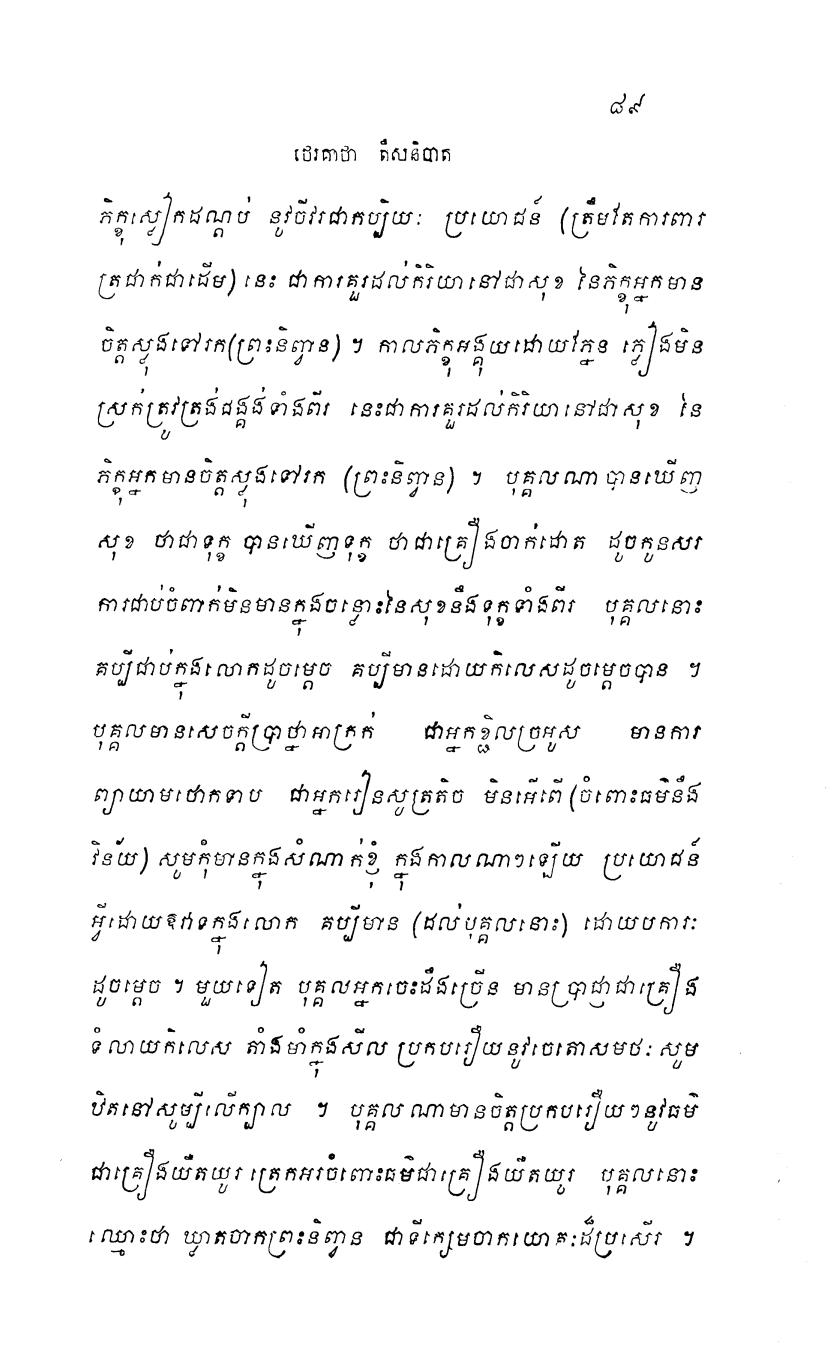 ៨៩
ថេរគាថា តឹសនិបាត
ភិក្ខុស្លៀកដណ្តប់ នូវចីវរជាកប្បិយៈ ប្រយោជន៍ (ត្រឹមតែការពារ
ត្រជាក់ជាដើម) នេះ ជាការគួរដល់កិរិយានៅជាសុខ នៃភិក្ខុអ្នកមាន
ចិត្តស្លុងទៅរក(ព្រះនិព្វាន) ។ កាលភិក្ខុអង្គុយដោយភ្នែន ភ្លៀងមិន
ស្រក់ត្រូវត្រង់ជង្គង់ទាំងពីរ នេះជាការគួរដល់កិរិយានៅជាសុខ នៃ
ភិក្ខុអ្នកមានចិត្តស្លុងទៅរក (ព្រះនិព្វាន) ។ បុគ្គលណា បានឃើញ
សុខ ថាជាទុក្ខ បានឃើញទុក្ខ ថាជាគ្រឿងចាក់ដោត ដូចកូនសរ
ការជាប់ចំពាក់មិនមានក្នុងចន្លោះនៃសុខនឹងទុក្ខទាំងពីរ បុគ្គលនោះ
គប្បីជាប់ក្នុងលោកដូចម្តេច គប្បីមានដោយកិលេសដូចម្តេចបាន ។
បុគ្គលមានសេចក្តីប្រាថ្នាអាក្រក់ ជាអ្នកខ្ជិលច្រអូស មានការ
ព្យាយាមថោកទាប ជាអ្នករៀនសូត្រតិច មិនអើពើ (ចំពោះធម៌នឹង
វិន័យ) សូមកុំមានក្នុងសំណាក់ខ្ញុំ ក្នុងកាលណាៗឡើយ ប្រយោជន៍
អ្វីដោយឱវាទក្នុងលោក គប្បីមាន (ដល់បុគ្គលនោះ) ដោយបការៈ
ដូចម្តេច ។ មួយទៀត បុគ្គលអ្នកចេះដឹងច្រើន មានប្រាជ្ញាជាគ្រឿង
ទំលាយកិលេស តាំងមាំក្នុងសីល ប្រកបរឿយនូវចេតោសមថៈ សូម
ឋិតនៅសូម្បីលើក្បាល ។ បុគ្គលណាមានចិត្តប្រកបរឿយៗនូវធម៌
ជាគ្រឿងយឺតយូរ ត្រេកអរចំពោះធម៌ជាគ្រឿងយឺតយូរ បុគ្គលនោះ
ឈ្មោះថា ឃ្លាតចាកព្រះនិព្វាន ជាទីក្សេមចាកយោគៈដ៏ប្រសើរ ។